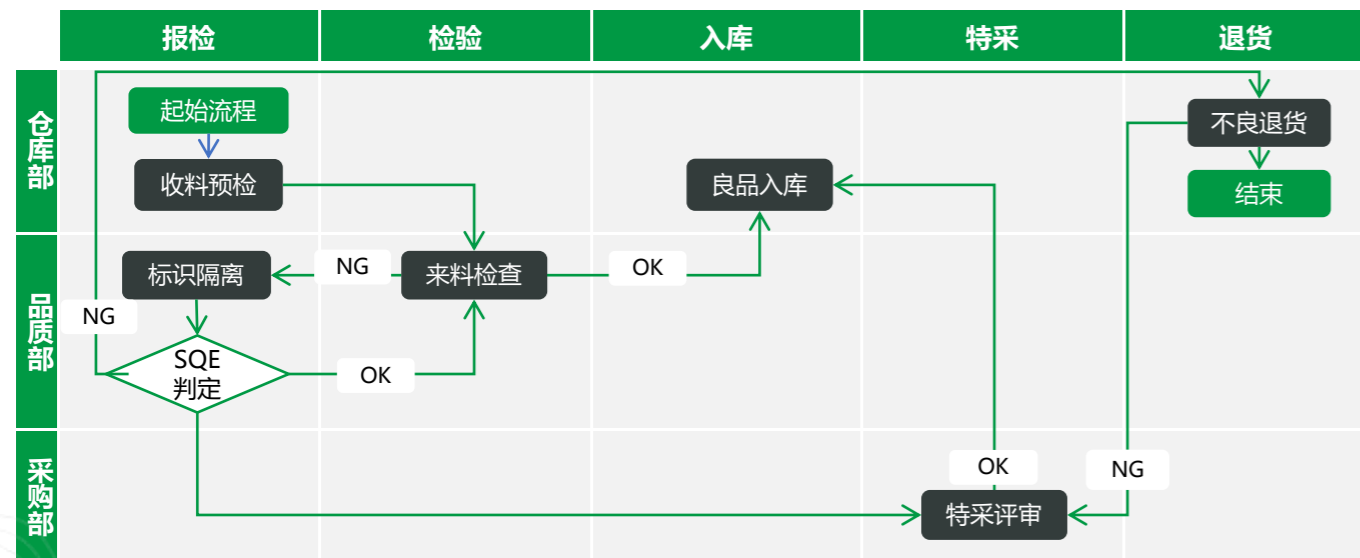 报检
检验
入库
特采
退货
仓库部
起始流程
不良退货
收料预检
良品入库
结束
品质部
标识隔离
NG
来料检查
OK
NG
SQE
判定
OK
采购部
OK
NG
特采评审